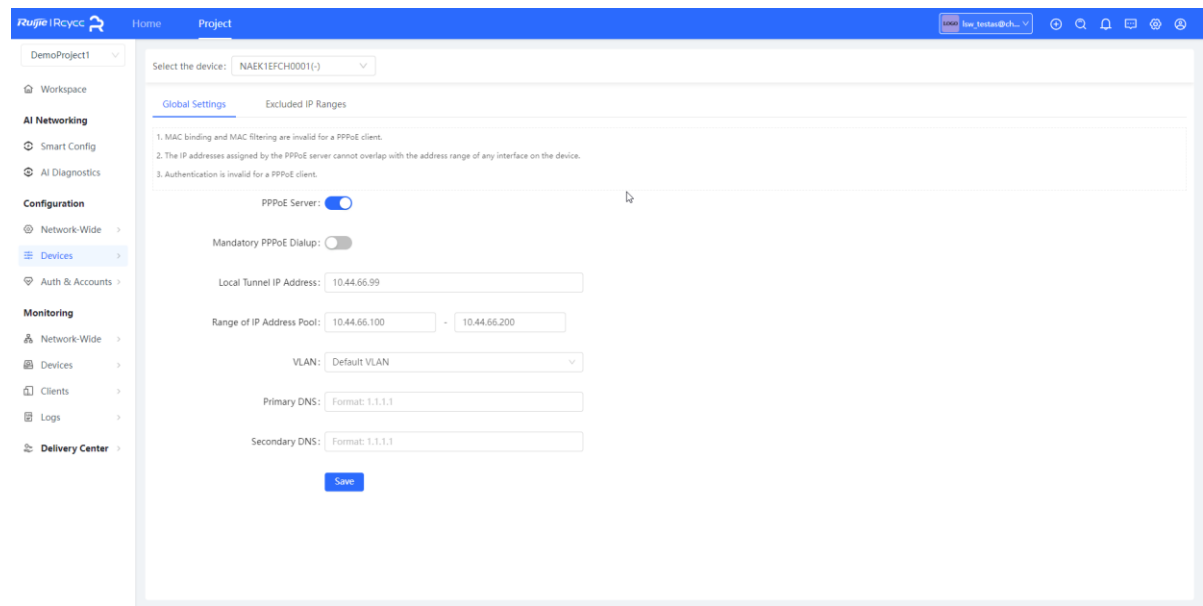 Ruijie | Rcycc Home Project LOGO lsw_testas@ch...
DemoProject1
Select the device: NAEK1EFCH0001(-)
Workspace
Global Settings Excluded IP Ranges
AI Networking
1. MAC binding and MAC filtering are invalid for a PPPoE client.
Smart Config
2. The IP addresses assigned by the PPPoE server cannot overlap with the address range of any interface on the device.
AI Diagnostics
3. Authentication is invalid for a PPPoE client.
Configuration
PPPoE Server:
Network-Wide
Mandatory PPPoE Dialup:
Devices
Auth & Accounts
Local Tunnel IP Address: 10.44.66.99
Monitoring
Range of IP Address Pool: 10.44.66.100 - 10.44.66.200
Network-Wide
Devices
VLAN: Default VLAN
Clients
Primary DNS: Format: 1.1.1.1
Logs
Secondary DNS: Format: 1.1.1.1
Delivery Center
Save